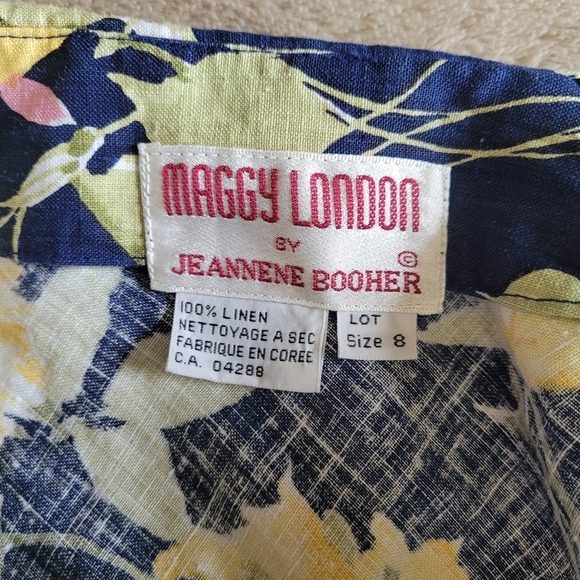 MAGGY LONDON
BY ©
JEANNENE BOOHER
100% LINEN
NETTOYAGE A SEC
FABRIQUE EN COREE
C.A. 04288
LOT
Size 8